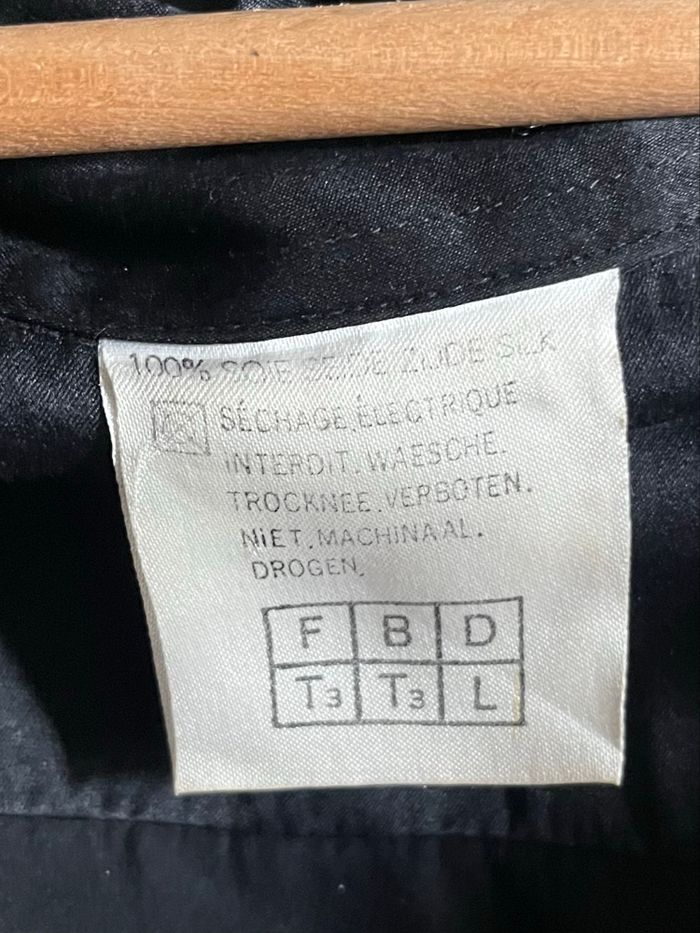 100% SOIE SEIDE ZIJDE SILK
SÉCHAGE.ÉLECTRIQUE
INTERDIT.WAESCHE.
TROCKNEE.VERBOTEN.
NIET.MACHINAAL.
DROGEN.
F B D
T3 T3 L